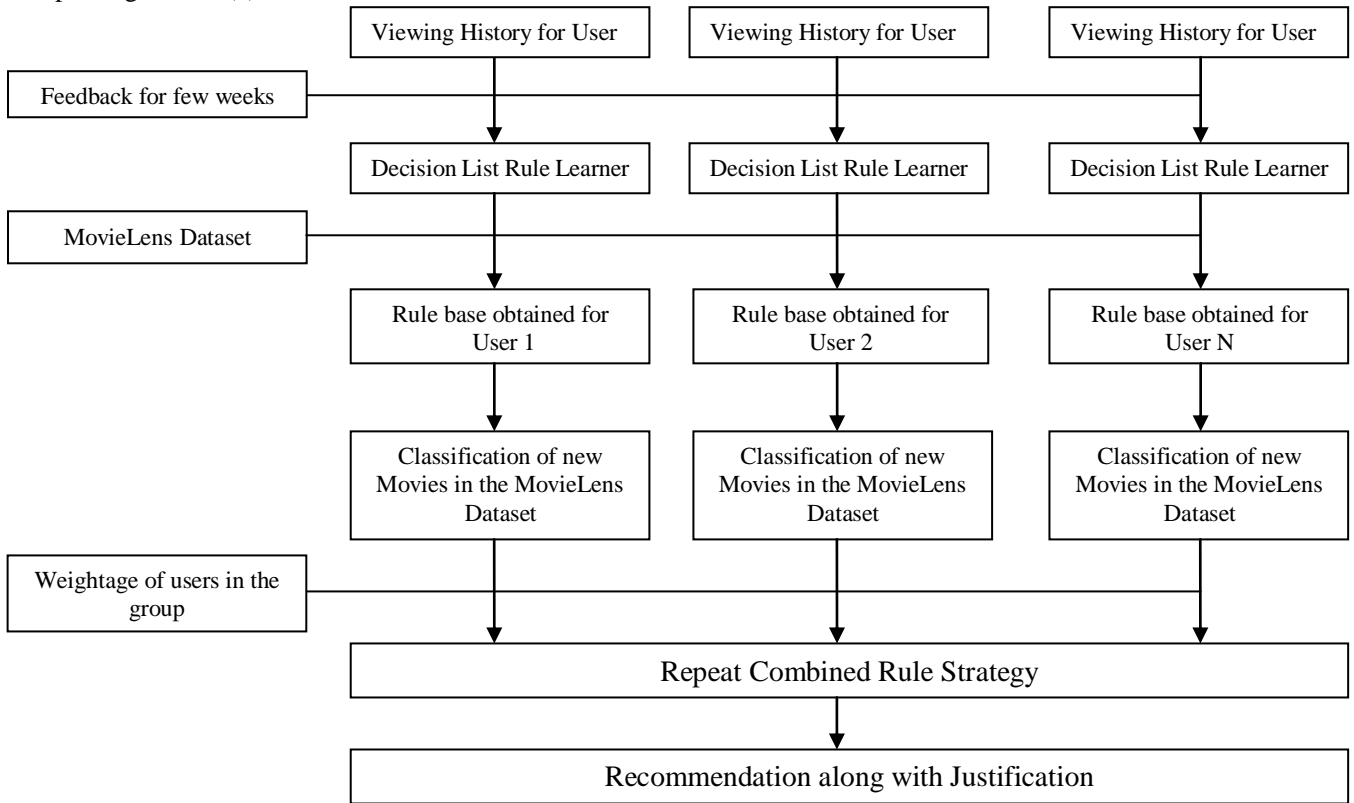 Viewing History for User
Viewing History for User
Viewing History for User
Feedback for few weeks
Decision List Rule Learner
Decision List Rule Learner
Decision List Rule Learner
MovieLens Dataset
Rule base obtained for
User 1
Rule base obtained for
User 2
Rule base obtained for
User N
Classification of new
Movies in the MovieLens
Dataset
Classification of new
Movies in the MovieLens
Dataset
Classification of new
Movies in the MovieLens
Dataset
Weightage of users in the
group
Repeat Combined Rule Strategy
Recommendation along with Justification